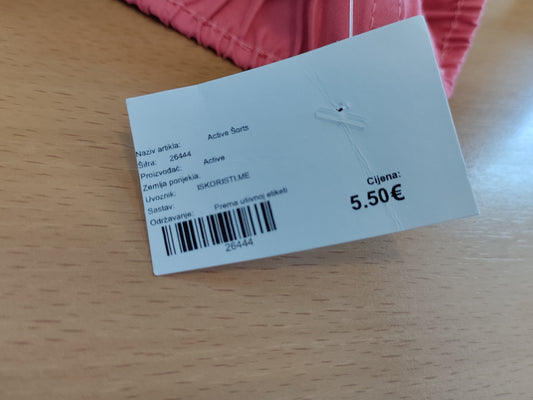 Naziv artikla: Active Šorts
Šifra: 26444
Proizvođač: Active
Zemlja porijekla:
Uvoznik: ISKORISTI.ME
Sastav:
Održavanje: Prema ušivnoj etiketi
26444
Cijena:
5.50€